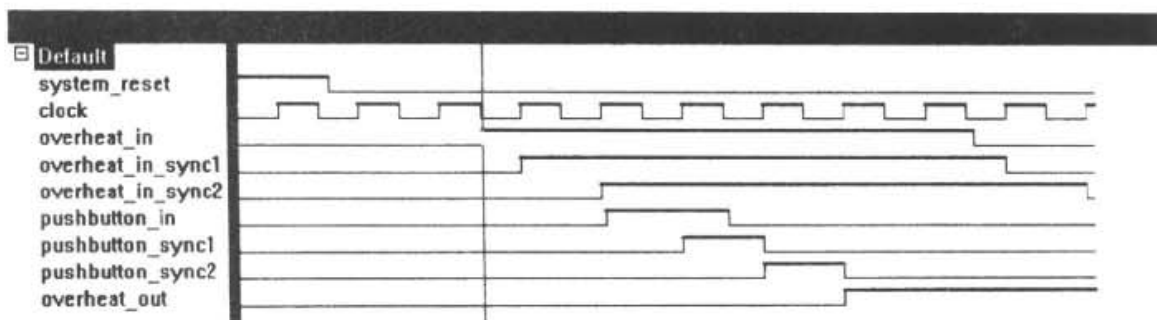 Default
system_reset
clock
overheat_in
overheat_in_sync1
overheat_in_sync2
pushbutton_in
pushbutton_sync1
pushbutton_sync2
overheat_out